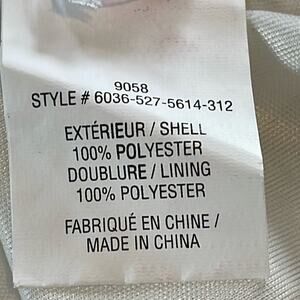 9058
STYLE # 6036-527-5614-312
EXTÉRIEUR / SHELL
100% POLYESTER
DOUBLURE / LINING
100% POLYESTER
FABRIQUÉ EN CHINE /
MADE IN CHINA